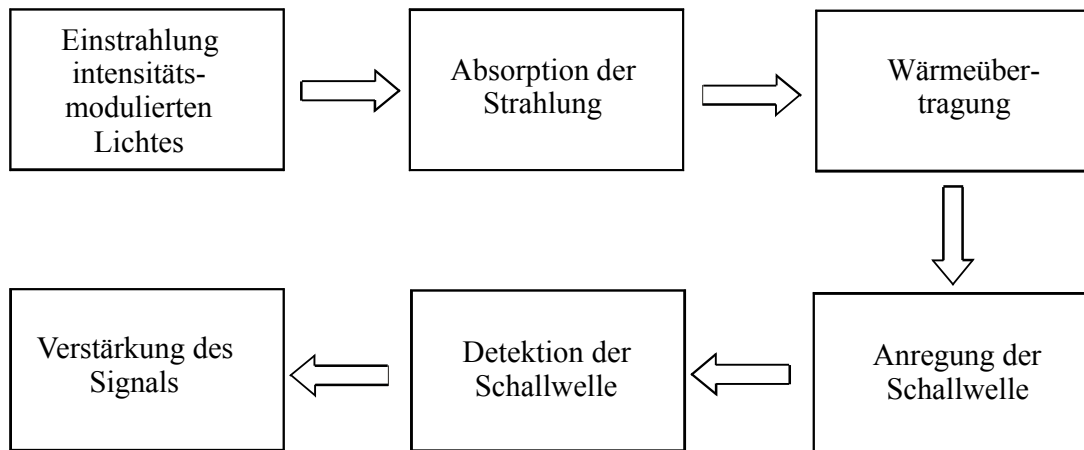 Einstrahlung
intensitäts-
modulierten
Lichtes
Absorption der
Strahlung
Wärmeüber-
tragung
Anregung der
Schallwelle
Detektion der
Schallwelle
Verstärkung des
Signals